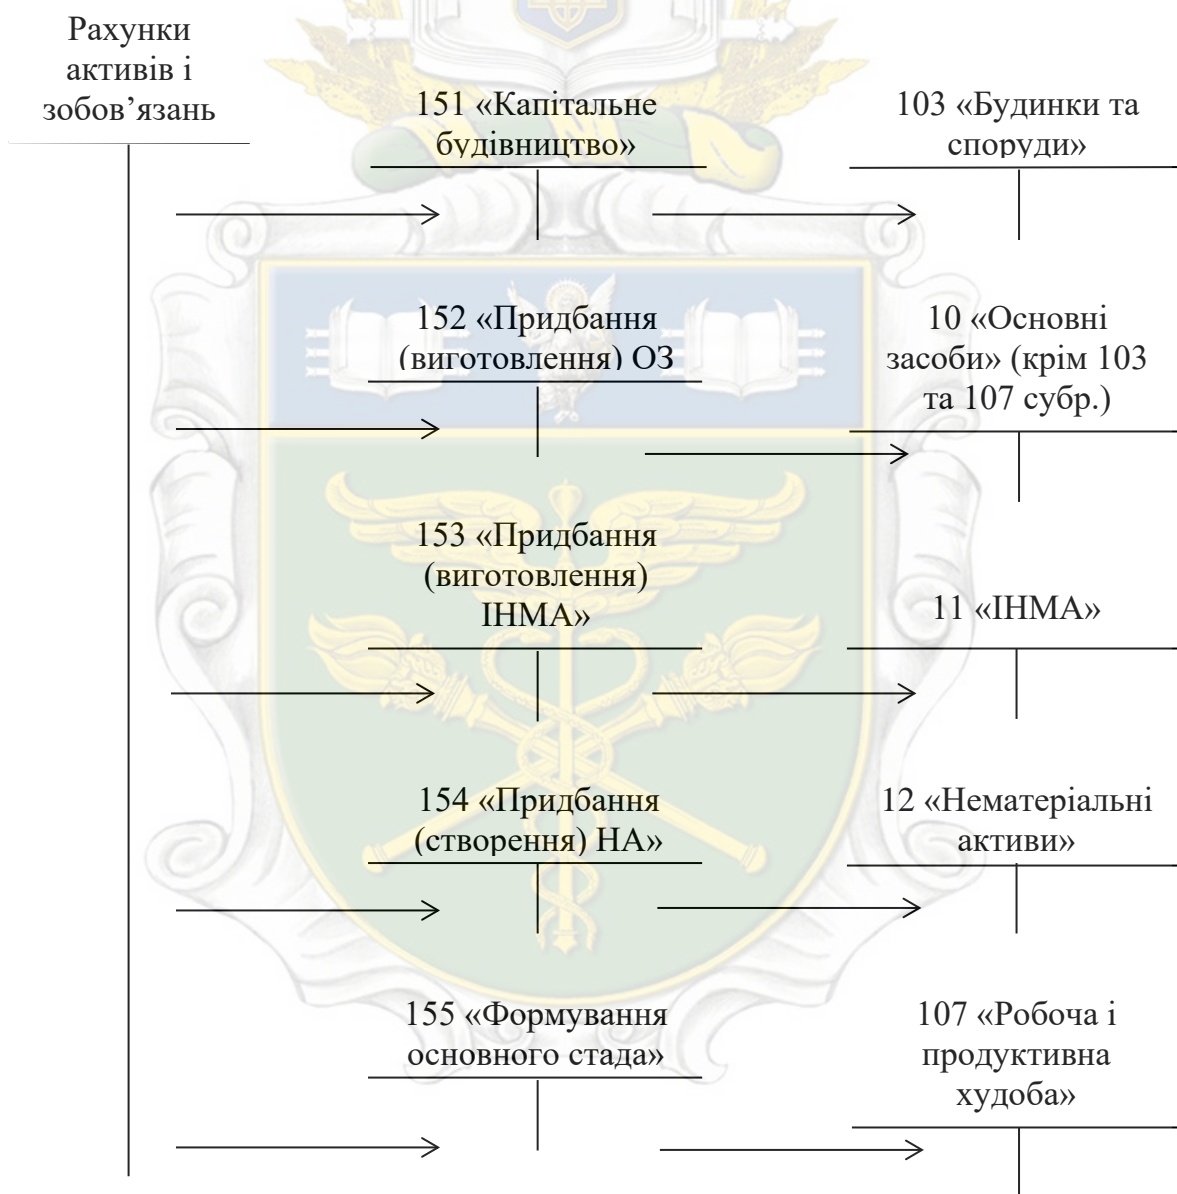 Рахунки
активів і
зобов’язань
151 «Капітальне
будівництво»
103 «Будинки та
споруди»
152 «Придбання
(виготовлення) ОЗ
10 «Основні
засоби» (крім 103
та 107 субр.)
153 «Придбання
(виготовлення)
ІНМА»
11 «ІНМА»
154 «Придбання
(створення) НА»
12 «Нематеріальні
активи»
155 «Формування
основного стада»
107 «Робоча і
продуктивна
худоба»